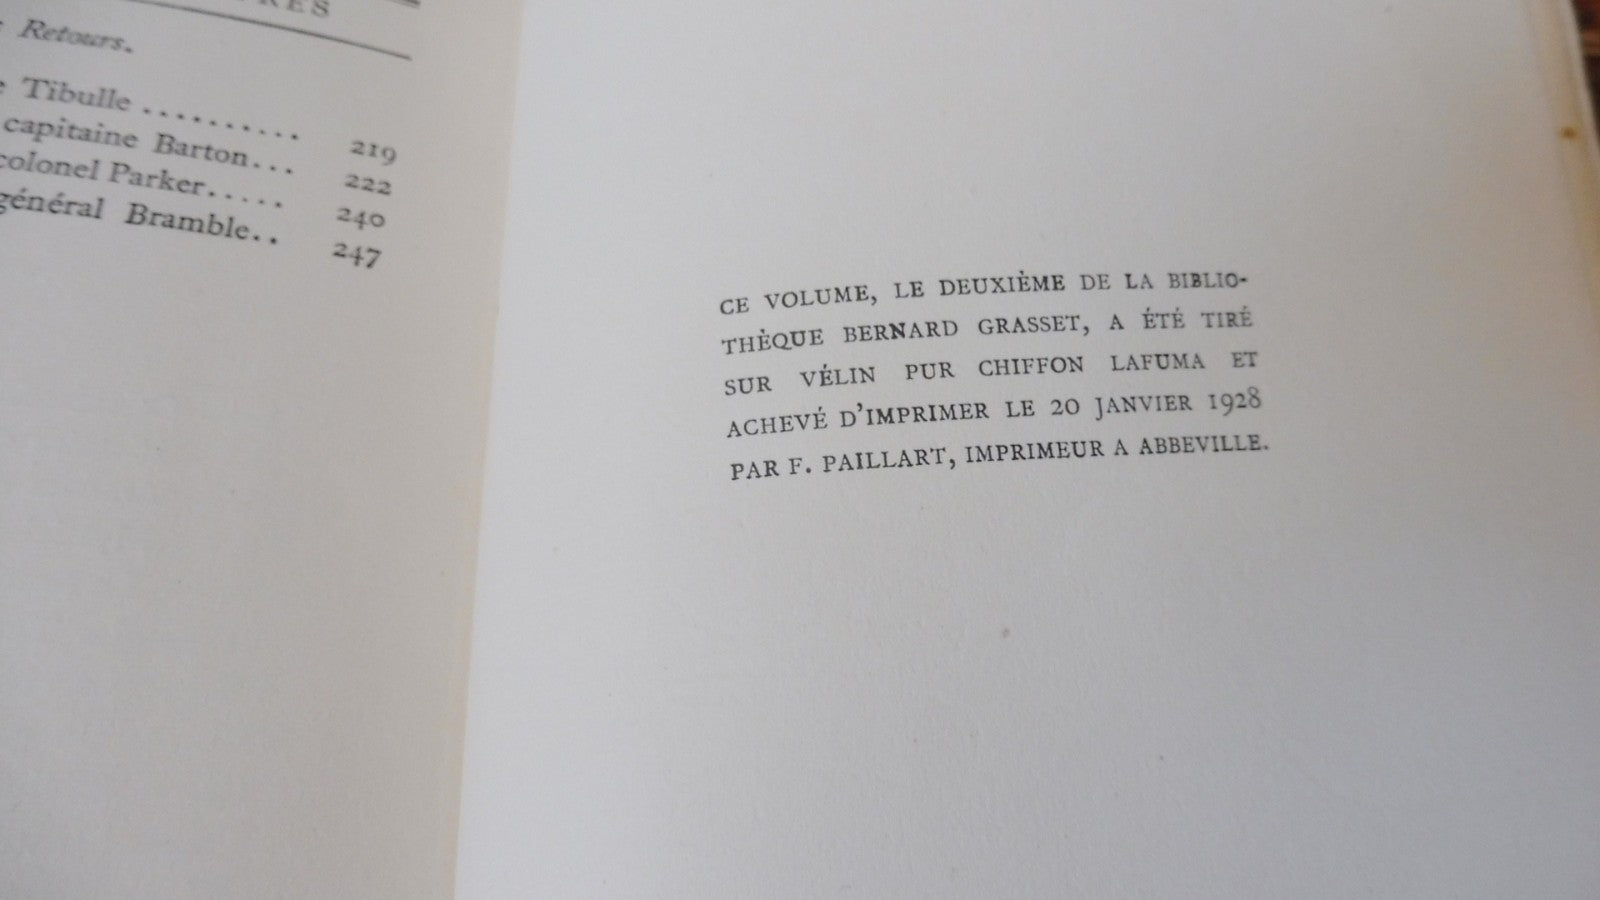 Retours.
Tibulle .......... 219
capitaine Barton... 222
colonel Parker..... 240
général Bramble.. 247
CE VOLUME, LE DEUXIÈME DE LA BIBLIO-
THÈQUE BERNARD GRASSET, A ÉTÉ TIRÉ
SUR VÉLIN PUR CHIFFON LAFUMA ET
ACHEVÉ D'IMPRIMER LE 20 JANVIER 1928
PAR F. PAILLART, IMPRIMEUR A ABBEVILLE.